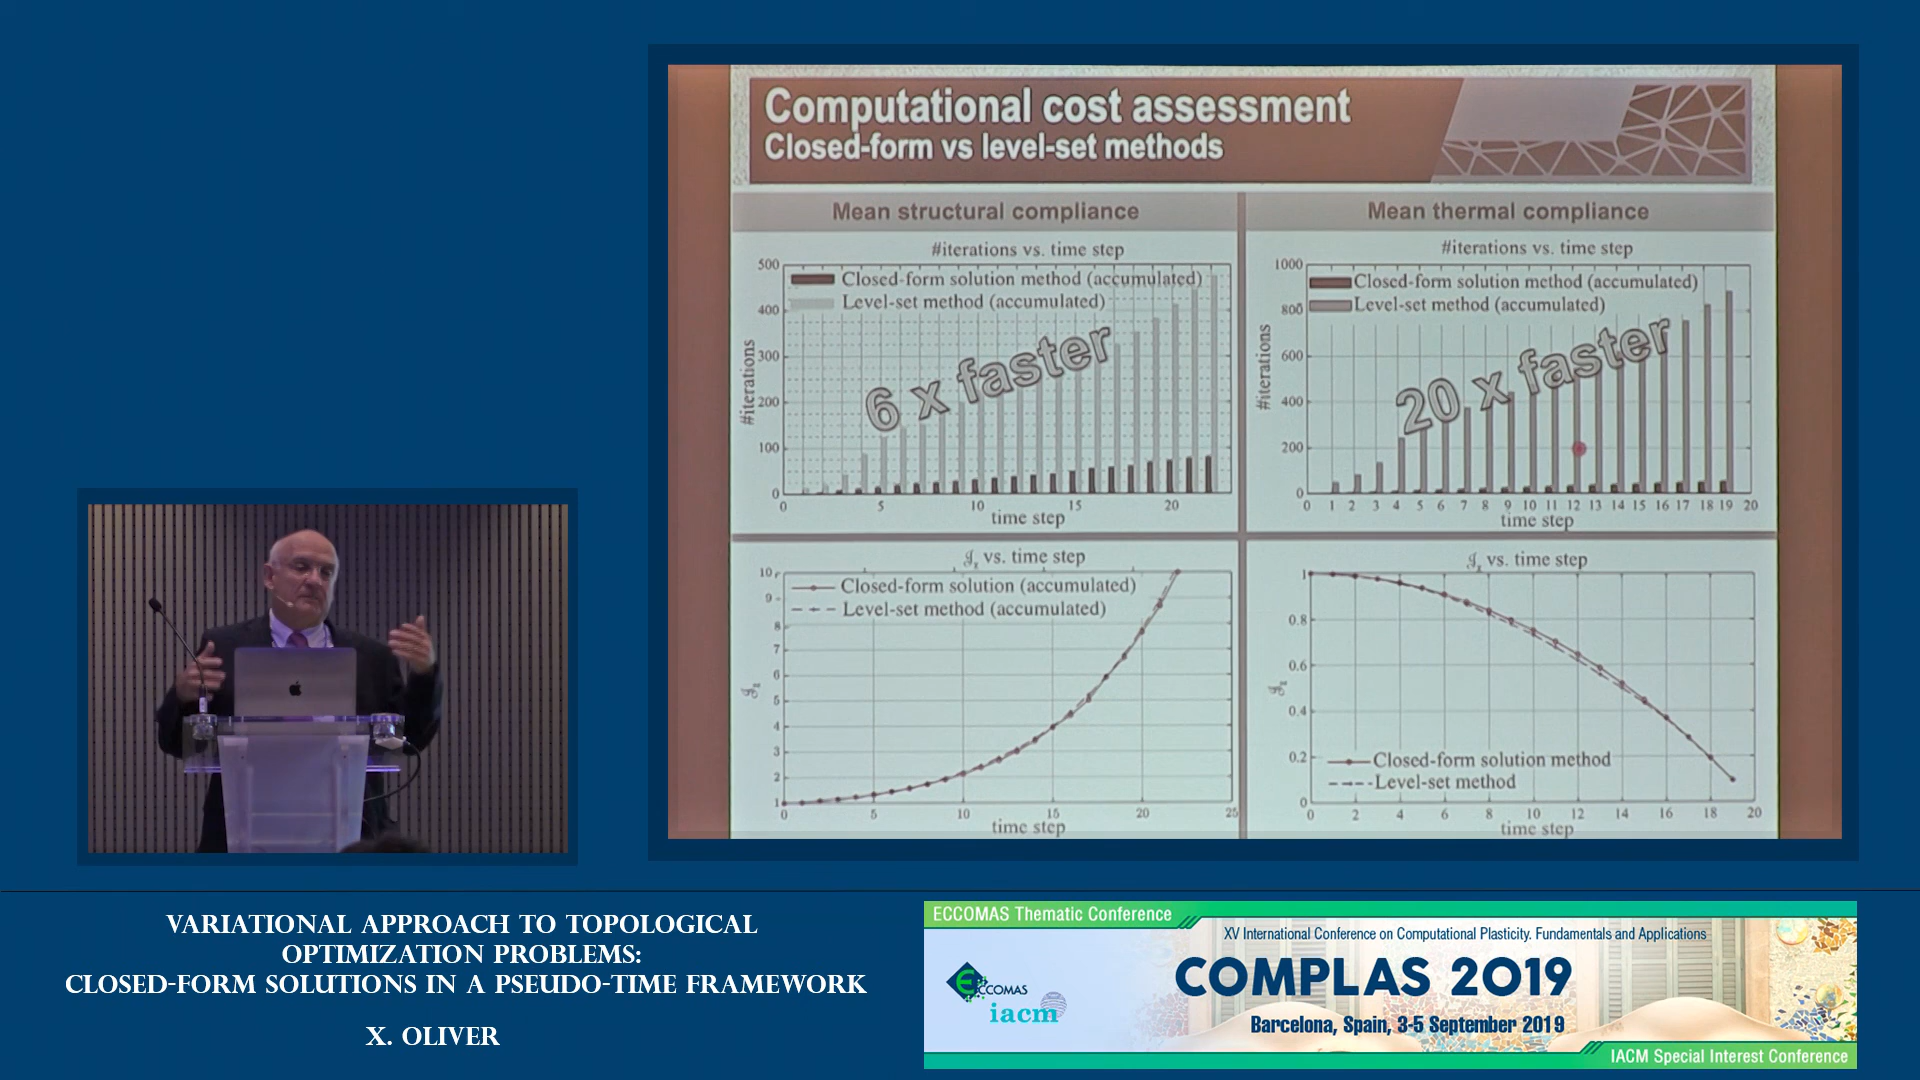 Computational cost assessment
Closed-form vs level-set methods
Mean structural compliance
#iterations vs. time step
500
400
300
200
100
0
#iterations
Closed-form solution method (accumulated)
Level-set method (accumulated)
6 x faster
0 5 10 15 20
time step
Mean thermal compliance
#iterations vs. time step
1000
800
600
400
200
0
#iterations
Closed-form solution method (accumulated)
Level-set method (accumulated)
20 x faster
0 1 2 3 4 5 6 7 8 9 10 11 12 13 14 15 16 17 18 19 20
time step
vs. time step
10
9
8
7
6
5
4
3
2
1
Closed-form solution (accumulated)
Level-set method (accumulated)
0 5 10 15 20 25
time step
vs. time step
1
0.8
0.6
0.4
0.2
0
Closed-form solution method
Level-set method
0 2 4 6 8 10 12 14 16 18 20
time step
VARIATIONAL APPROACH TO TOPOLOGICAL
OPTIMIZATION PROBLEMS:
CLOSED-FORM SOLUTIONS IN A PSEUDO-TIME FRAMEWORK
X. OLIVER
ECCOMAS Thematic Conference
XV International Conference on Computational Plasticity. Fundamentals and Applications
ECCOMAS
iacm
COMPLAS 2019
Barcelona, Spain, 3-5 September 2019
IACM Special Interest Conference